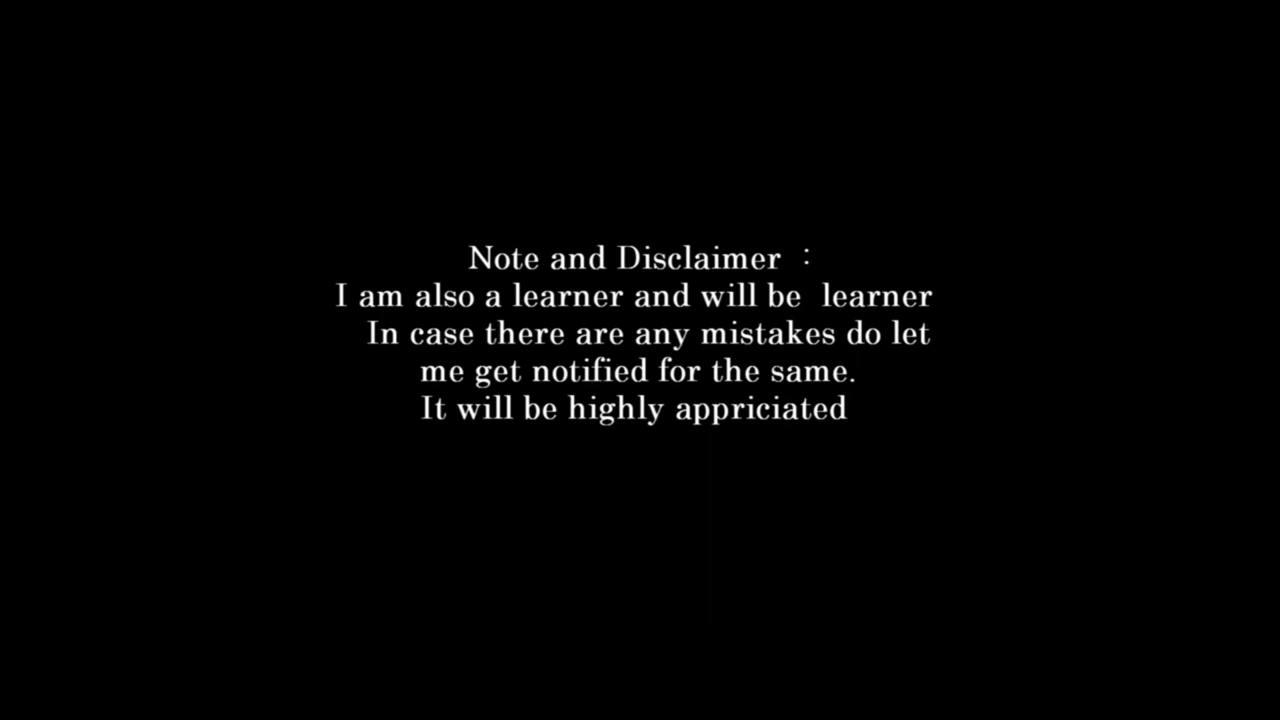 Note and Disclaimer :
I am also a learner and will be learner
In case there are any mistakes do let
me get notified for the same.
It will be highly appriciated